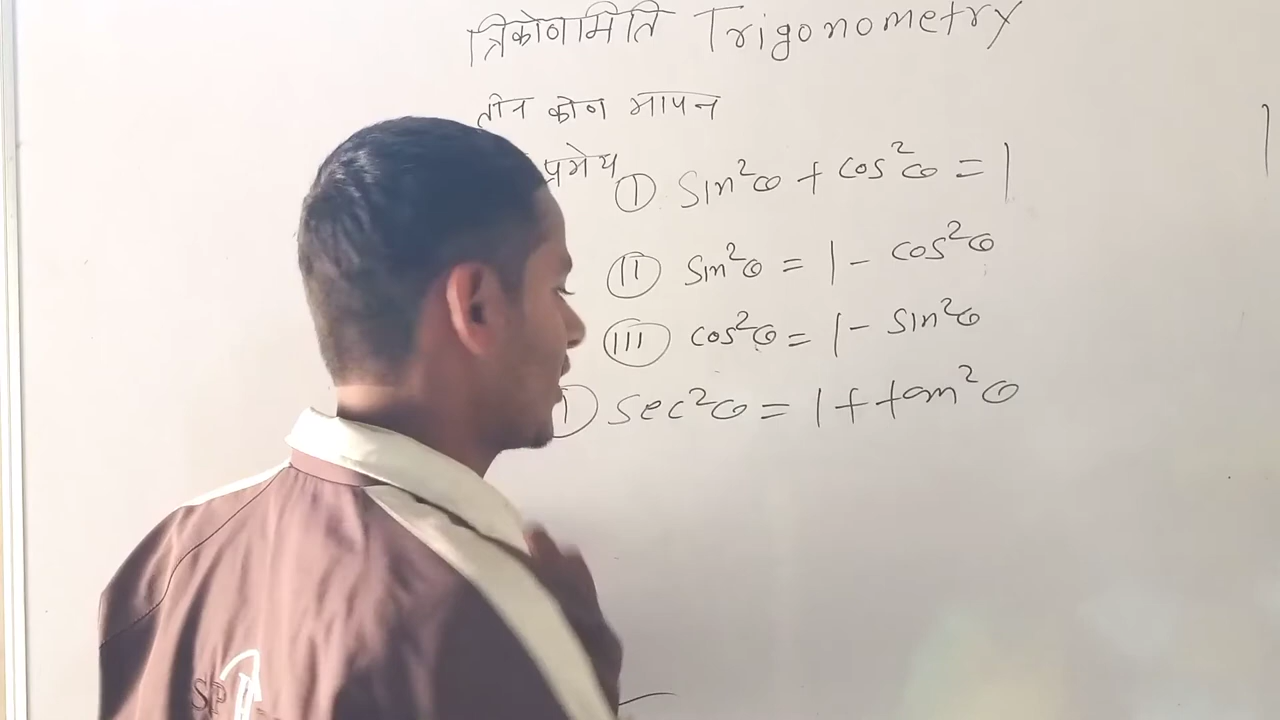 त्रिकोणमिति Trigonometry
तीन कोण मापन
प्रमेय
① Sin²θ + cos²θ = 1
Ⅱ Sin²θ = 1 - cos²θ
Ⅲ cos²θ = 1 - sin²θ
sec²θ = 1 + tan²θ
SP